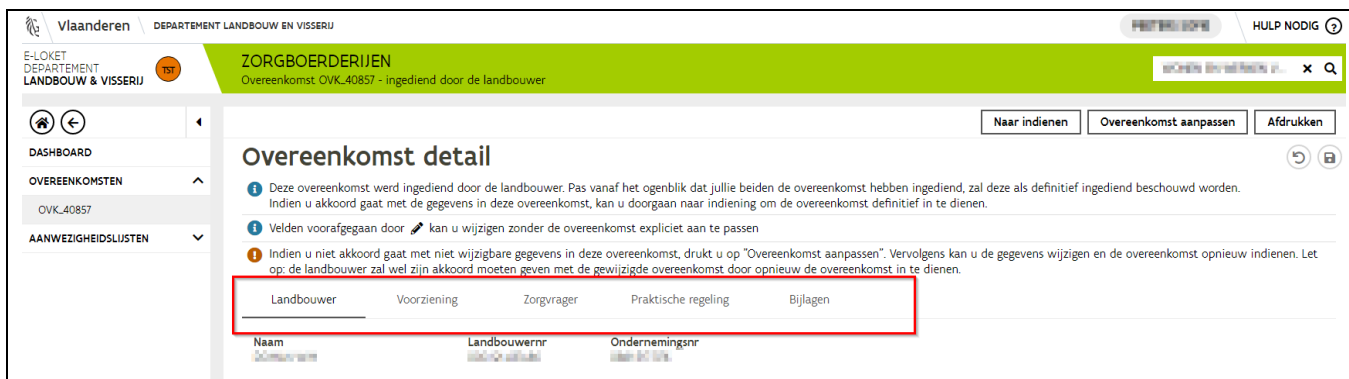 Vlaanderen DEPARTEMENT LANDBOUW EN VISSERIJ HULP NODIG ?
E-LOKET
DEPARTEMENT
LANDBOUW & VISSERIJ
TST
ZORGBOERDERIJEN
Overeenkomst OVK_40857 - ingediend door de landbouwer
Naar indienen Overeenkomst aanpassen Afdrukken
DASHBOARD
OVEREENKOMSTEN
OVK_40857
AANWEZIGHEIDSLIJSTEN
Overeenkomst detail
Deze overeenkomst werd ingediend door de landbouwer. Pas vanaf het ogenblik dat jullie beiden de overeenkomst hebben ingediend, zal deze als definitief ingediend beschouwd worden.
Indien u akkoord gaat met de gegevens in deze overeenkomst, kan u doorgaan naar indiening om de overeenkomst definitief in te dienen.
Velden voorafgegaan door kan u wijzigen zonder de overeenkomst expliciet aan te passen
Indien u niet akkoord gaat met niet wijzigbare gegevens in deze overeenkomst, drukt u op "Overeenkomst aanpassen". Vervolgens kan u de gegevens wijzigen en de overeenkomst opnieuw indienen. Let
op: de landbouwer zal wel zijn akkoord moeten geven met de gewijzigde overeenkomst door opnieuw de overeenkomst in te dienen.
Landbouwer Voorziening Zorgvrager Praktische regeling Bijlagen
Naam Landbouwernr Ondernemingsnr